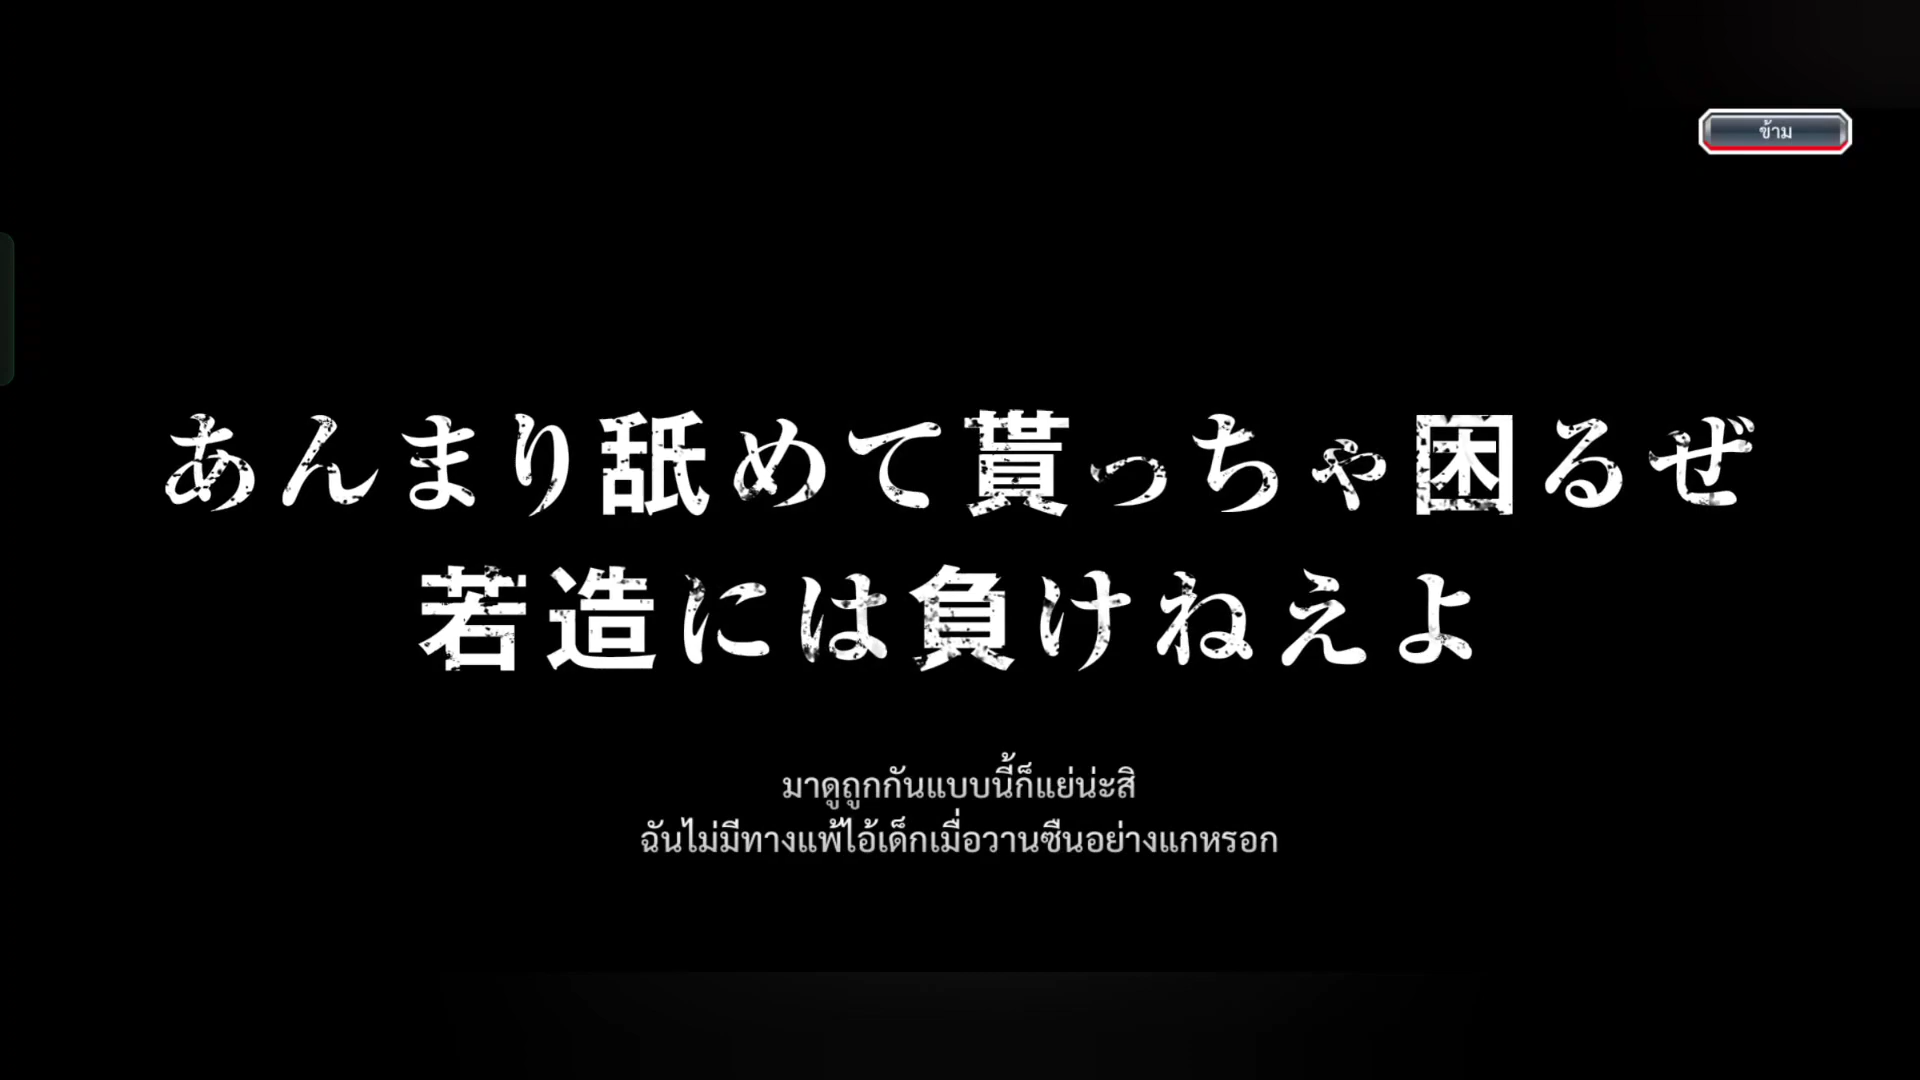 ข้าม
あんまり舐めて貰っちゃ困るぜ
若造には負けねえよ
มาดูถูกกันแบบนี้ก็แย่น่ะสิ
ฉันไม่มีทางแพ้ไอ้เด็กเมื่อวานซืนอย่างแกหรอก